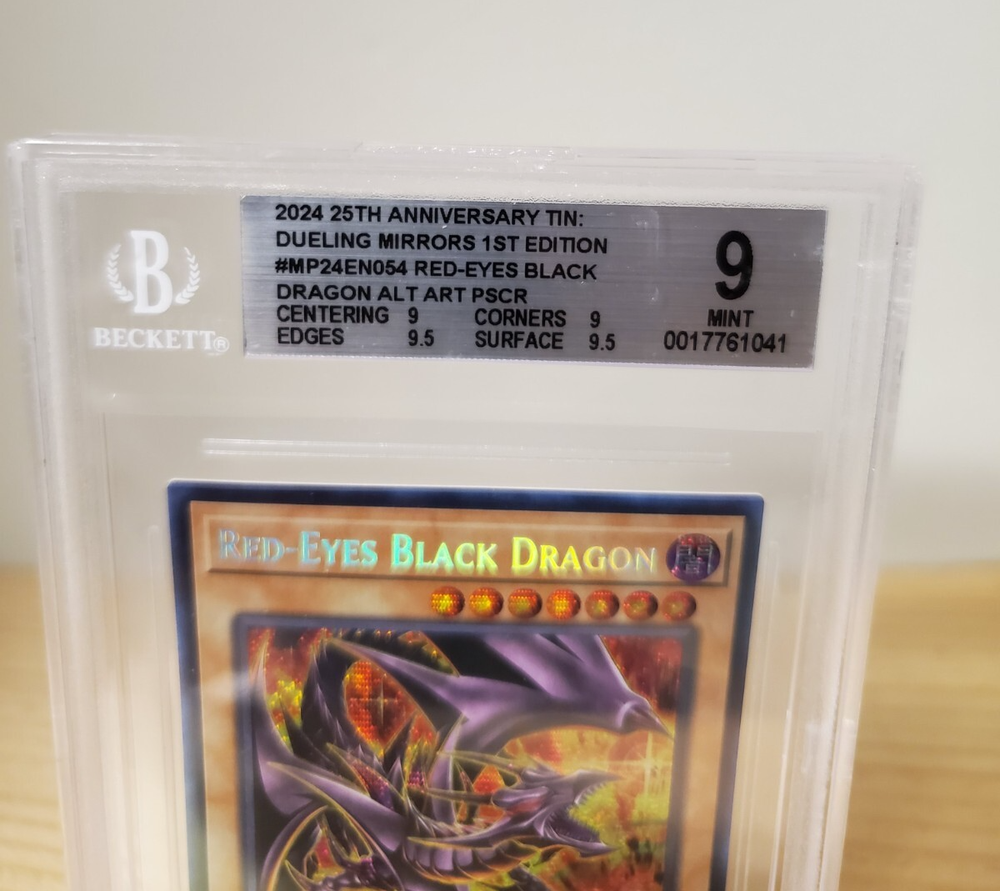 2024 25TH ANNIVERSARY TIN:
DUELING MIRRORS 1ST EDITION
#MP24EN054 RED-EYES BLACK
DRAGON ALT ART PSCR
CENTERING 9 CORNERS 9
EDGES 9.5 SURFACE 9.5
9
MINT
0017761041
B
BECKETT®
RED-EYES BLACK DRAGON
闇